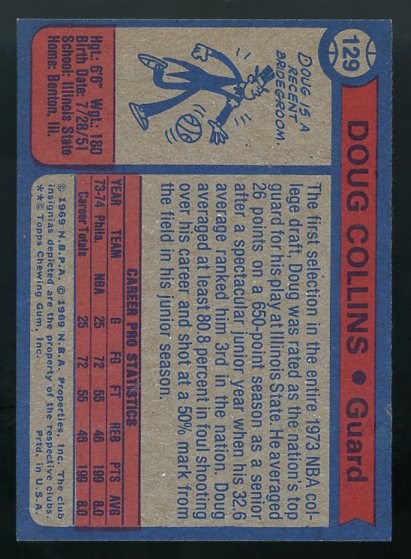 129
DOUG COLLINS • Guard
DOUG IS A
RECENT
BRIDEGROOM
Hgt: 6'6" Wgt: 180
Birth Date: 7/28/51
School: Illinois State
Home: Benton, Ill.
The first selection in the entire 1973 NBA col-
lege draft, Doug was rated as the nation's top
guard for his play at Illinois State. He averaged
26 points on a 650-point season as a senior
after a spectacular junior year when his 32.6
average ranked him 3rd in the nation. Doug
averaged at least 80.8 percent in foul shooting
over his career and shot at a 50% mark from
the field in his junior season.
CAREER PRO STATISTICS
YEAR TEAM G FG FT REB PTS AVG
73-74 Phila. NBA 25 72 55 46 199 8.0
Career Totals 25 72 55 46 199 8.0
© 1969 N.B.P.A. © 1969 N.B.A. Properties, Inc. The club
insignias depicted are the property of the respective clubs.
★★© Topps Chewing Gum, Inc. Prtd. in U.S.A.